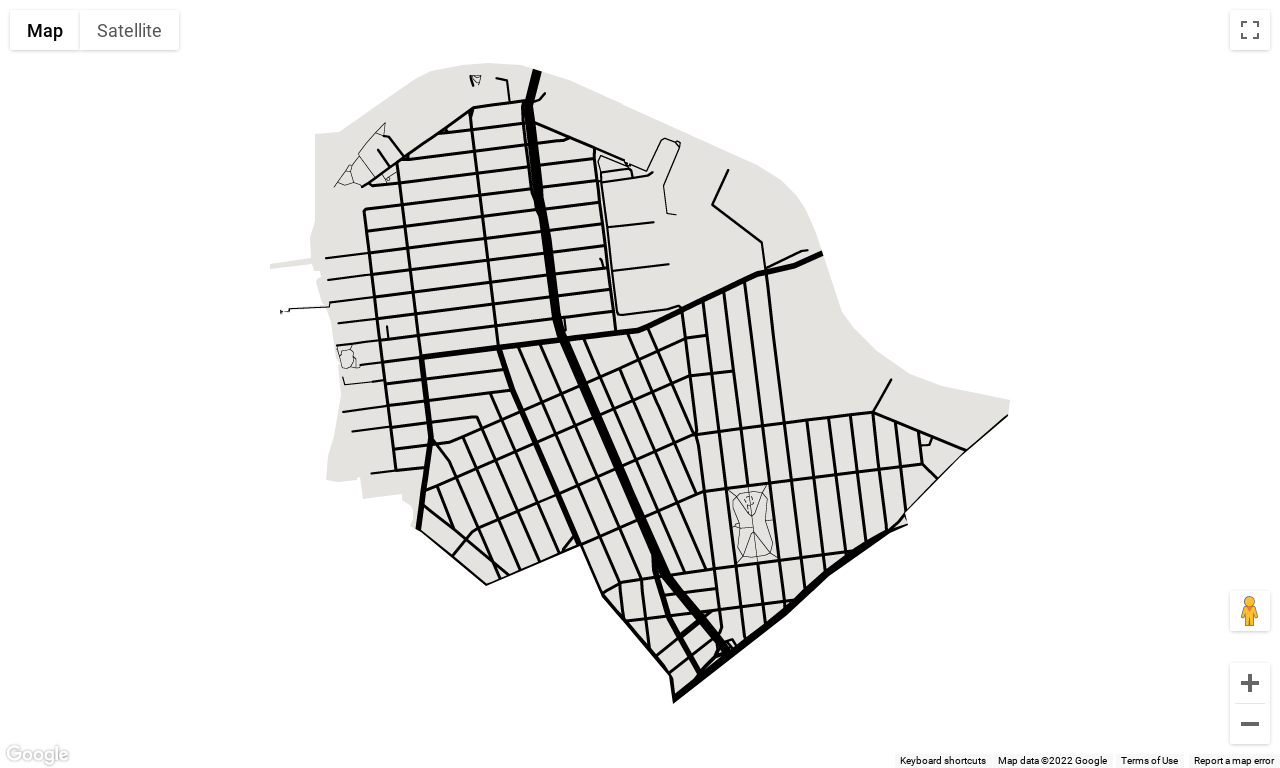 Map Satellite
Google
Keyboard shortcuts Map data ©2022 Google Terms of Use Report a map error